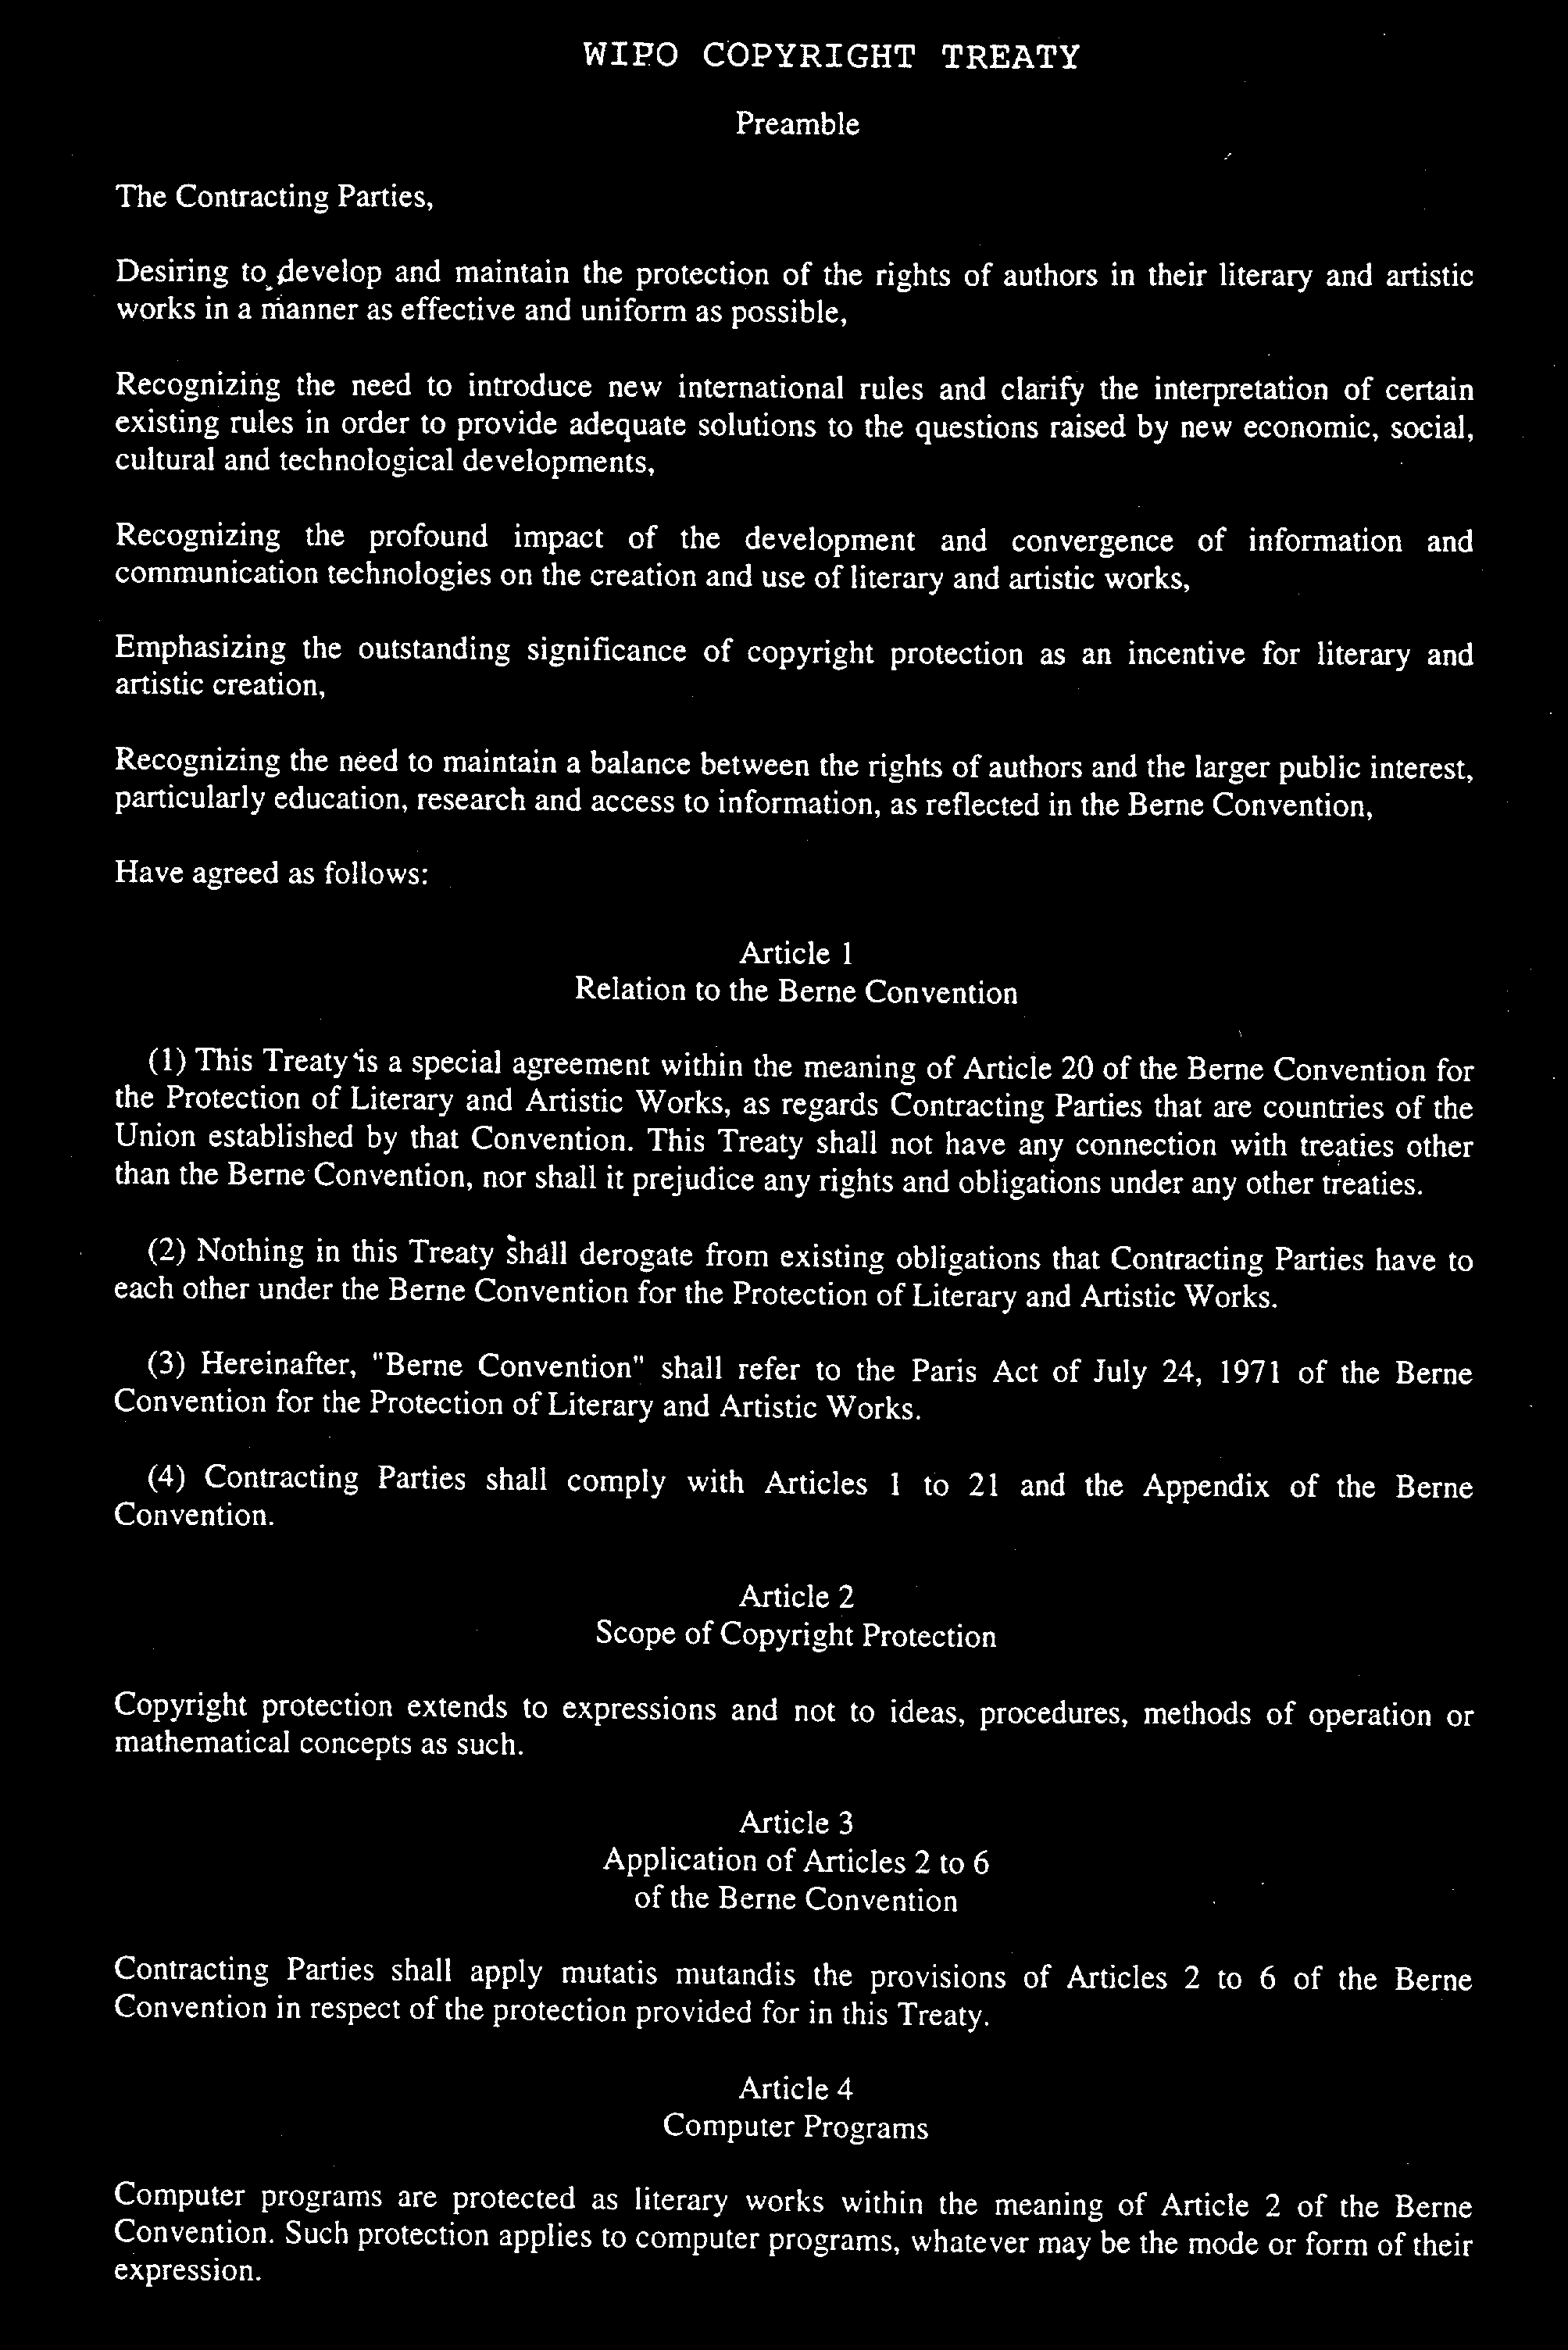 WIPO COPYRIGHT TREATY
Preamble
The Contracting Parties,
Desiring to develop and maintain the protection of the rights of authors in their literary and artistic
works in a manner as effective and uniform as possible,
Recognizing the need to introduce new international rules and clarify the interpretation of certain
existing rules in order to provide adequate solutions to the questions raised by new economic, social,
cultural and technological developments,
Recognizing the profound impact of the development and convergence of information and
communication technologies on the creation and use of literary and artistic works,
Emphasizing the outstanding significance of copyright protection as an incentive for literary and
artistic creation,
Recognizing the need to maintain a balance between the rights of authors and the larger public interest,
particularly education, research and access to information, as reflected in the Berne Convention,
Have agreed as follows:
Article 1
Relation to the Berne Convention
(1) This Treaty is a special agreement within the meaning of Article 20 of the Berne Convention for
the Protection of Literary and Artistic Works, as regards Contracting Parties that are countries of the
Union established by that Convention. This Treaty shall not have any connection with treaties other
than the Berne Convention, nor shall it prejudice any rights and obligations under any other treaties.
(2) Nothing in this Treaty shall derogate from existing obligations that Contracting Parties have to
each other under the Berne Convention for the Protection of Literary and Artistic Works.
(3) Hereinafter, "Berne Convention" shall refer to the Paris Act of July 24, 1971 of the Berne
Convention for the Protection of Literary and Artistic Works.
(4) Contracting Parties shall comply with Articles 1 to 21 and the Appendix of the Berne
Convention.
Article 2
Scope of Copyright Protection
Copyright protection extends to expressions and not to ideas, procedures, methods of operation or
mathematical concepts as such.
Article 3
Application of Articles 2 to 6
of the Berne Convention
Contracting Parties shall apply mutatis mutandis the provisions of Articles 2 to 6 of the Berne
Convention in respect of the protection provided for in this Treaty.
Article 4
Computer Programs
Computer programs are protected as literary works within the meaning of Article 2 of the Berne
Convention. Such protection applies to computer programs, whatever may be the mode or form of their
expression.